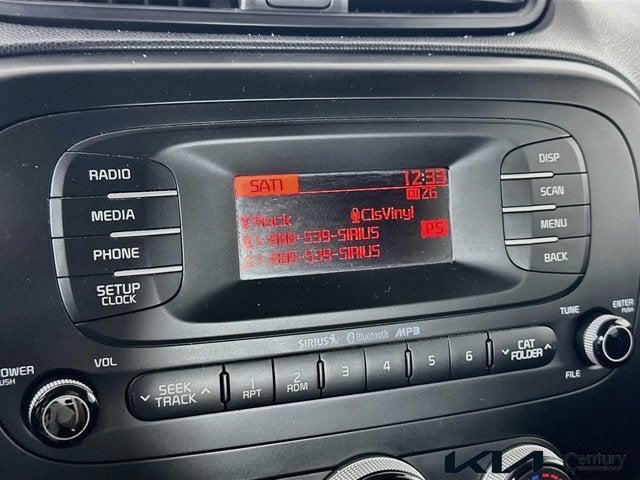 RADIO
MEDIA
PHONE
SETUP
CLOCK
SAT1 12:33
CH 26
Rock ClsVinyl
1-888-539-SIRIUS P5
1-888-539-SIRIUS
DISP
SCAN
MENU
BACK
SIRIUS Bluetooth MP3
POWER
PUSH
VOL
SEEK
TRACK
1
RPT
2
RDM
3
4
5
6
CAT
FOLDER
TUNE
FILE
ENTER
PUSH
KIA Century